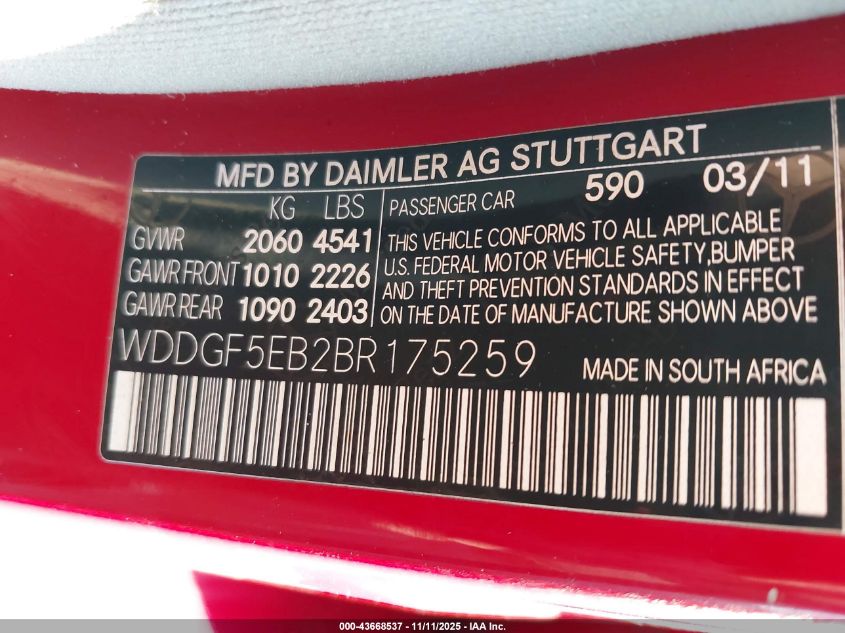 MFD BY DAIMLER AG STUTTGART
KG LBS PASSENGER CAR 590 03/11
GVWR 2060 4541
GAWR FRONT 1010 2226
GAWR REAR 1090 2403
THIS VEHICLE CONFORMS TO ALL APPLICABLE
U.S. FEDERAL MOTOR VEHICLE SAFETY, BUMPER
AND THEFT PREVENTION STANDARDS IN EFFECT
ON THE DATE OF MANUFACTURE SHOWN ABOVE
WDDGF5EB2BR175259 MADE IN SOUTH AFRICA
000-43668537 - 11/11/2025 - IAA Inc.